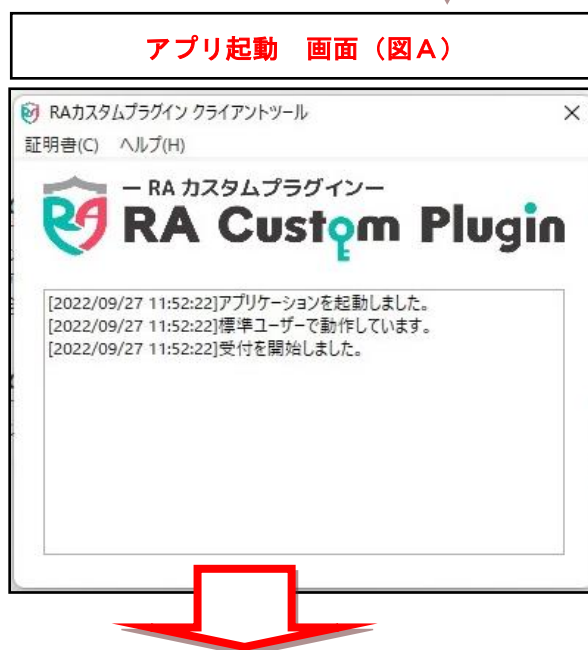 アプリ起動　画面（図A）
RAカスタムプラグイン クライアントツール
証明書(C) ヘルプ(H)
RA
ー RA カスタムプラグインー
RA Custom Plugin
[2022/09/27 11:52:22]アプリケーションを起動しました。
[2022/09/27 11:52:22]標準ユーザーで動作しています。
[2022/09/27 11:52:22]受付を開始しました。